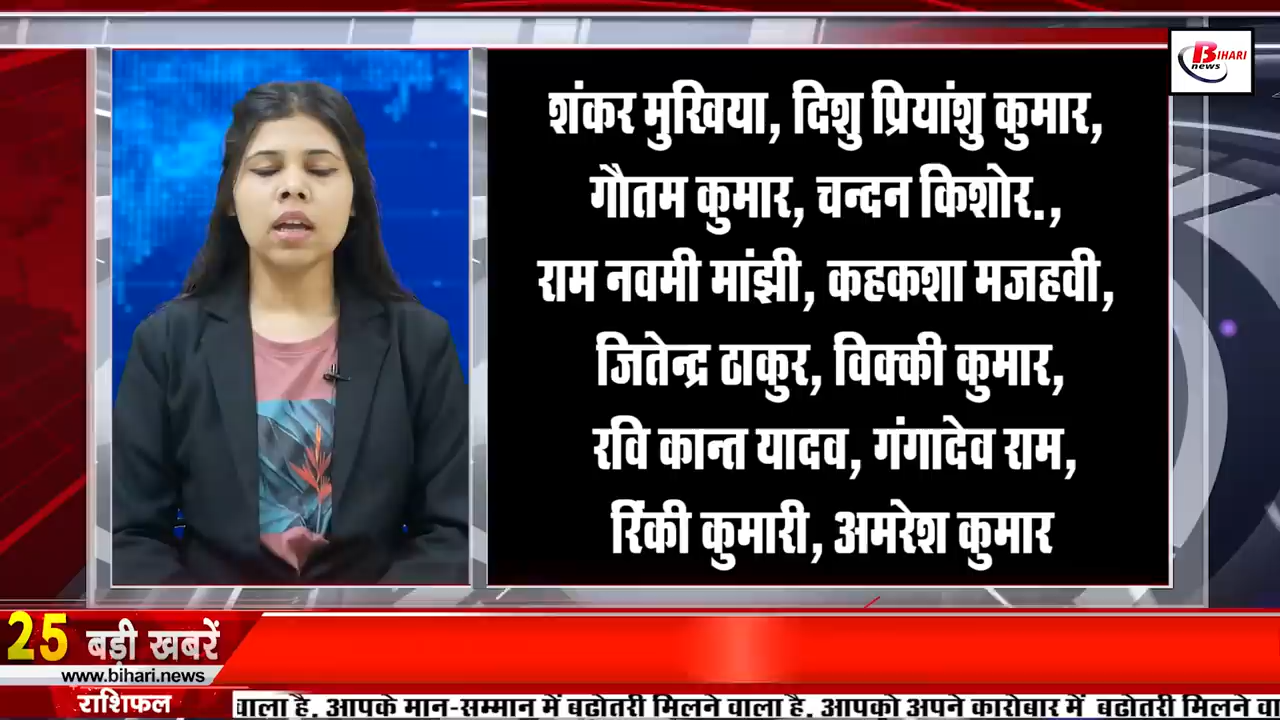 BIHARI
news
शंकर मुखिया, दिशु प्रियांशु कुमार,
गौतम कुमार, चन्दन किशोर.,
राम नवमी मांझी, कहकशा मजहवी,
जितेन्द्र ठाकुर, विक्की कुमार,
रवि कान्त यादव, गंगादेव राम,
रिंकी कुमारी, अमरेश कुमार
25 बड़ी खबरें
www.bihari.news
राशिफल वाला है. आपके मान-सम्मान में बढोतरी मिलने वाला है. आपको अपने कारोबार में बढोतरी मिलने वा